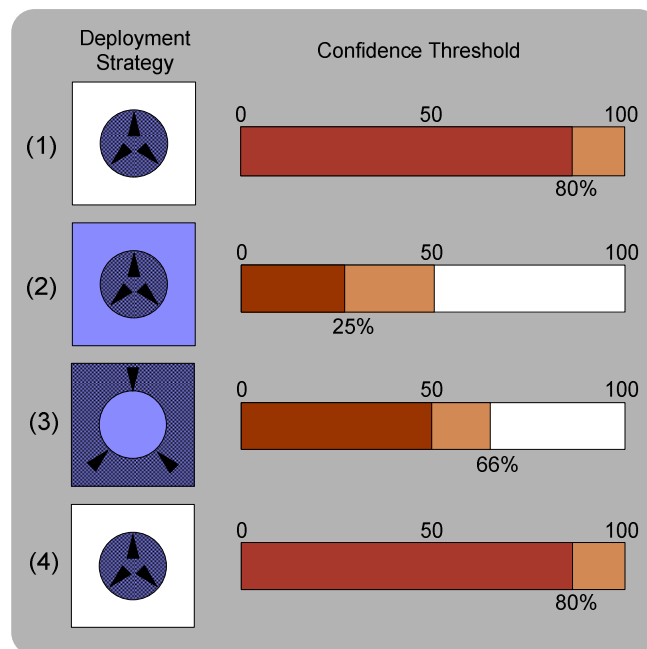 Deployment
Strategy
Confidence Threshold
(1)
0 50 100
80%
(2)
0 50 100
25%
(3)
0 50 100
66%
(4)
0 50 100
80%